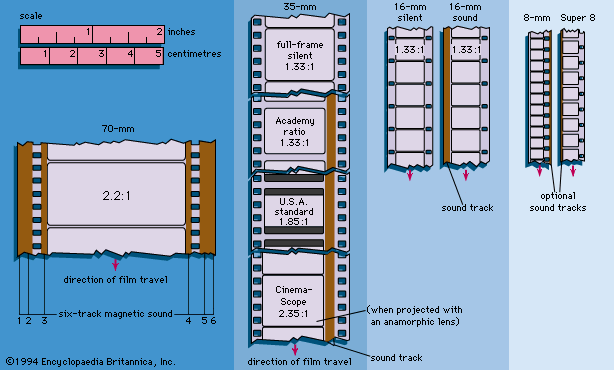 scale
1 2 inches
1 2 3 4 5 centimetres
70-mm
2.2:1
direction of film travel
six-track magnetic sound
1 2 3 4 5 6
©1994 Encyclopaedia Britannica, Inc.
35-mm
full-frame
silent
1.33:1
Academy
ratio
1.33:1
U.S.A.
standard
1.85:1
Cinema-
Scope
2.35:1
(when projected with
an anamorphic lens)
sound track
direction of film travel
16-mm
silent
1.33:1
16-mm
sound
1.33:1
sound track
8-mm
Super 8
optional
sound tracks